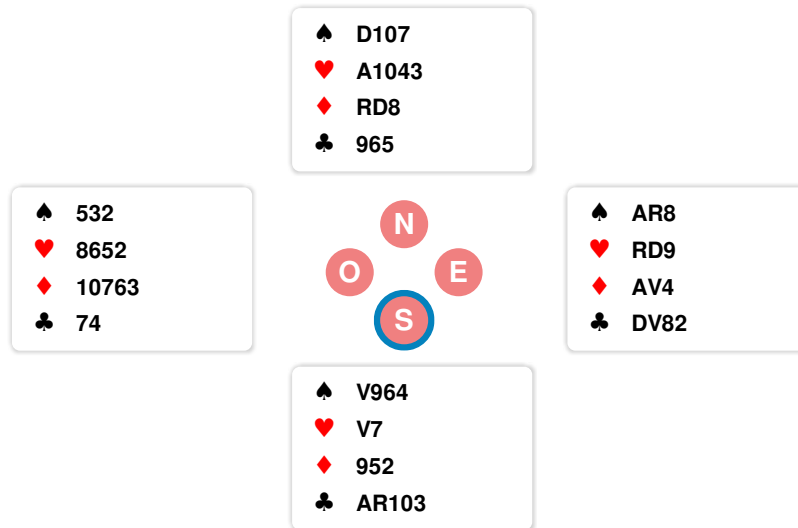 ♠ D107
♥ A1043
♦ RD8
♣ 965
♠ 532
♥ 8652
♦ 10763
♣ 74
N
O E
S
♠ AR8
♥ RD9
♦ AV4
♣ DV82
♠ V964
♥ V7
♦ 952
♣ AR103